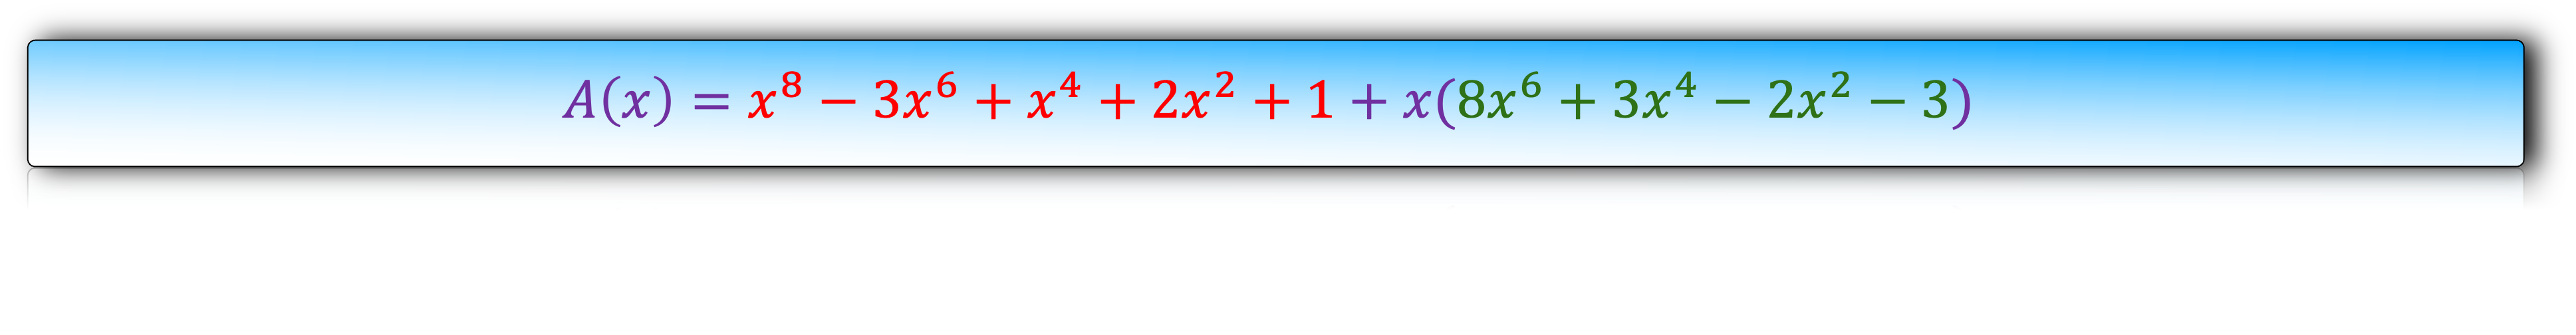 A(x) = x⁸ − 3x⁶ + x⁴ + 2x² + 1 + x(8x⁶ + 3x⁴ − 2x² − 3)